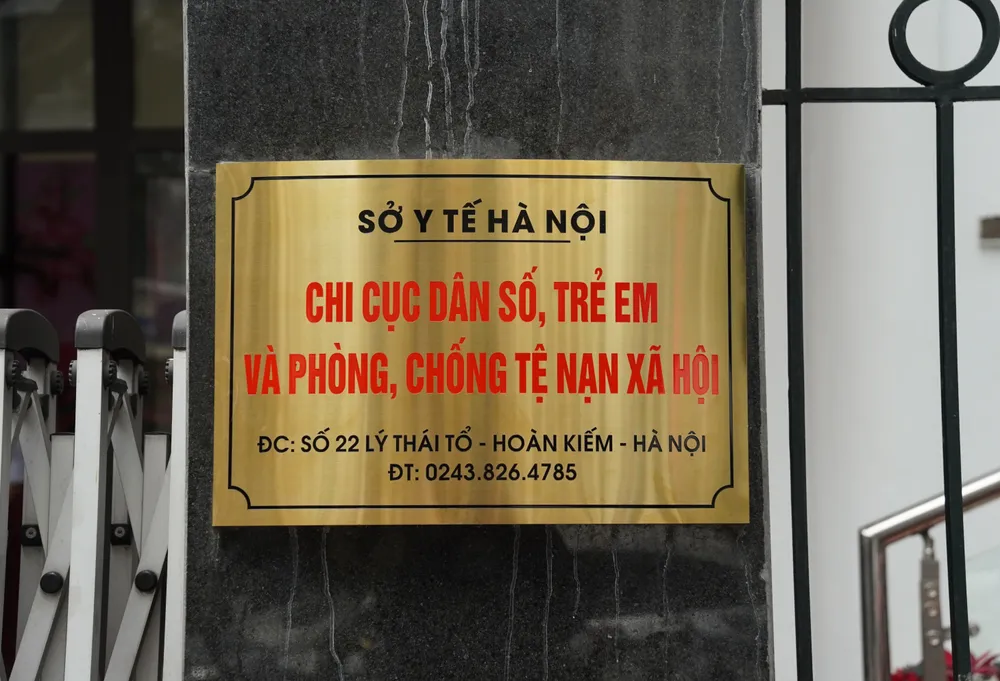 SỞ Y TẾ HÀ NỘI
CHI CỤC DÂN SỐ, TRẺ EM
VÀ PHÒNG, CHỐNG TỆ NẠN XÃ HỘI
ĐC: SỐ 22 LÝ THÁI TỔ - HOÀN KIẾM - HÀ NỘI
ĐT: 0243.826.4785